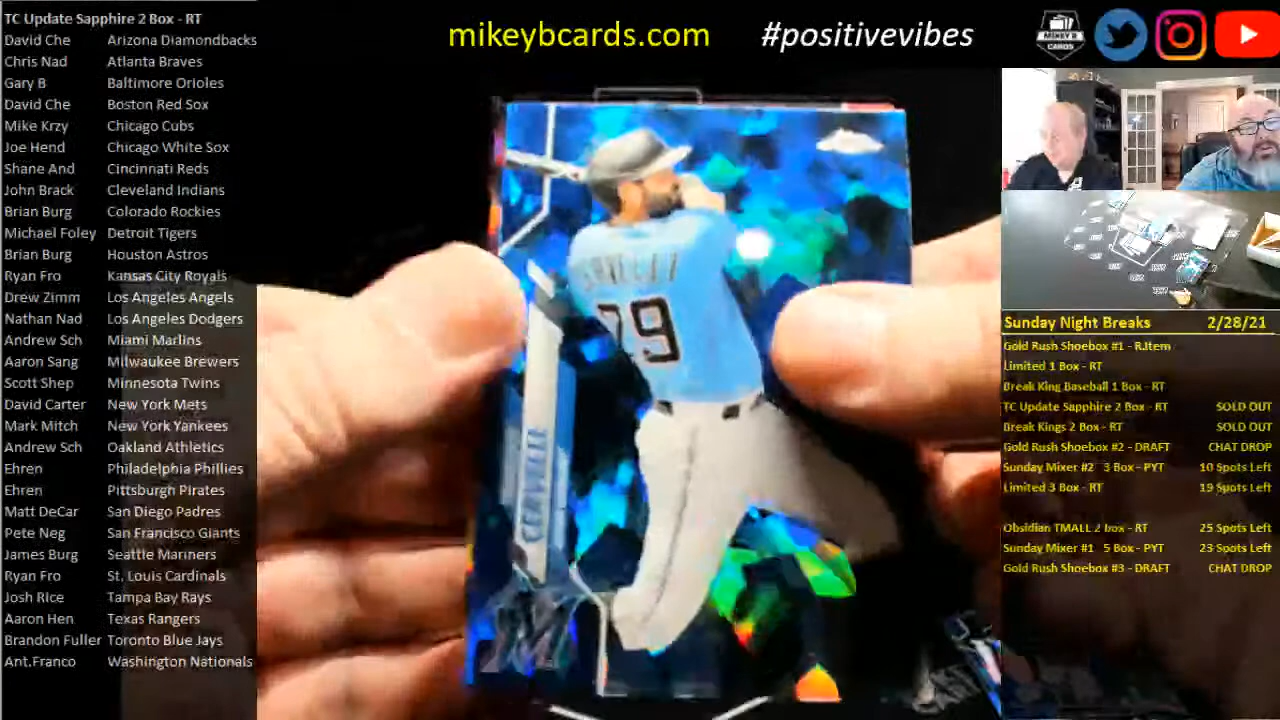 TC Update Sapphire 2 Box - RT
David Che Arizona Diamondbacks
Chris Nad Atlanta Braves
Gary B Baltimore Orioles
David Che Boston Red Sox
Mike Krzy Chicago Cubs
Joe Hend Chicago White Sox
Shane And Cincinnati Reds
John Brack Cleveland Indians
Brian Burg Colorado Rockies
Michael Foley Detroit Tigers
Brian Burg Houston Astros
Ryan Fro Kansas City Royals
Drew Zimm Los Angeles Angels
Nathan Nad Los Angeles Dodgers
Andrew Sch Miami Marlins
Aaron Sang Milwaukee Brewers
Scott Shep Minnesota Twins
David Carter New York Mets
Mark Mitch New York Yankees
Andrew Sch Oakland Athletics
Ehren Philadelphia Phillies
Ehren Pittsburgh Pirates
Matt DeCar San Diego Padres
Pete Neg San Francisco Giants
James Burg Seattle Mariners
Ryan Fro St. Louis Cardinals
Josh RIce Tampa Bay Rays
Aaron Hen Texas Rangers
Brandon Fuller Toronto Blue Jays
Ant.Franco Washington Nationals
mikeybcards.com #positivevibes
MIKEY B
CARDS
CERVELLI
29
CERVELLI
Sunday Night Breaks 2/28/21
Gold Rush Shoebox #1 - R.Item
Limited 1 Box - RT
Break King Baseball 1 Box - RT
TC Update Sapphire 2 Box - RT SOLD OUT
Break Kings 2 Box - RT SOLD OUT
Gold Rush Shoebox #2 - DRAFT CHAT DROP
Sunday Mixer #2 3 Box - PYT 10 Spots Left
Limited 3 Box - RT 19 Spots Left
Obsidian TMALL 2 box - RT 25 Spots Left
Sunday Mixer #1 5 Box - PYT 23 Spots Left
Gold Rush Shoebox #3 - DRAFT CHAT DROP